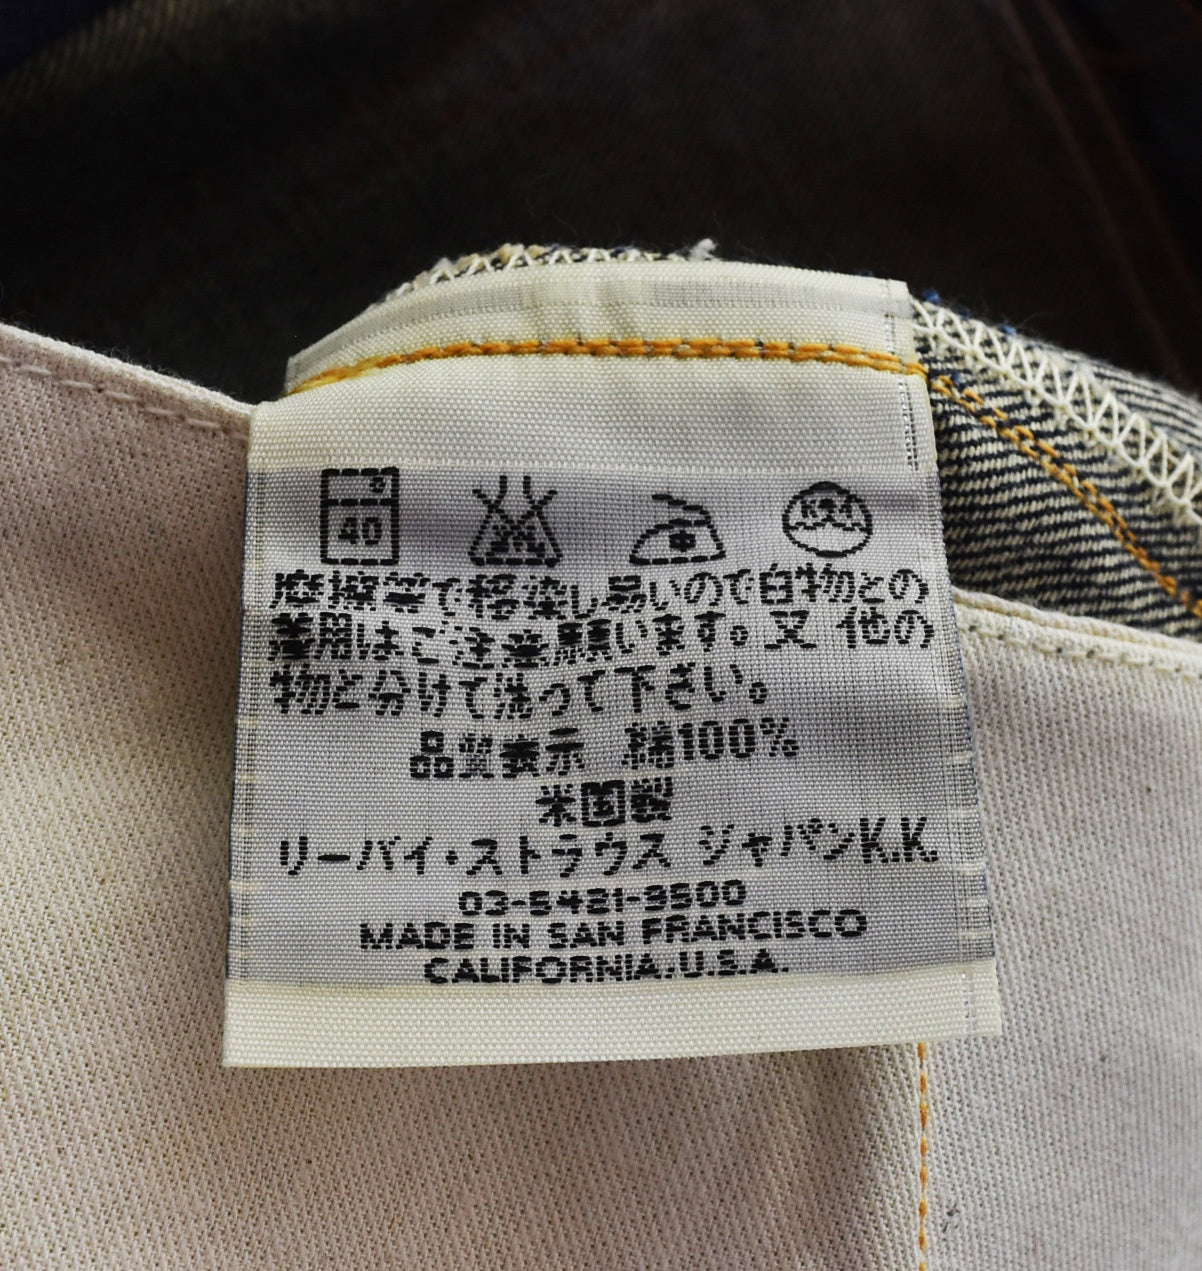 40
摩擦等で移染し易いので白物との
着用はご注意願います。又 他の
物と分けて洗って下さい。
品質表示 綿100%
米国製
リーバイ・ストラウス ジャパンK.K.
03-5421-9500
MADE IN SAN FRANCISCO
CALIFORNIA.U.S.A.